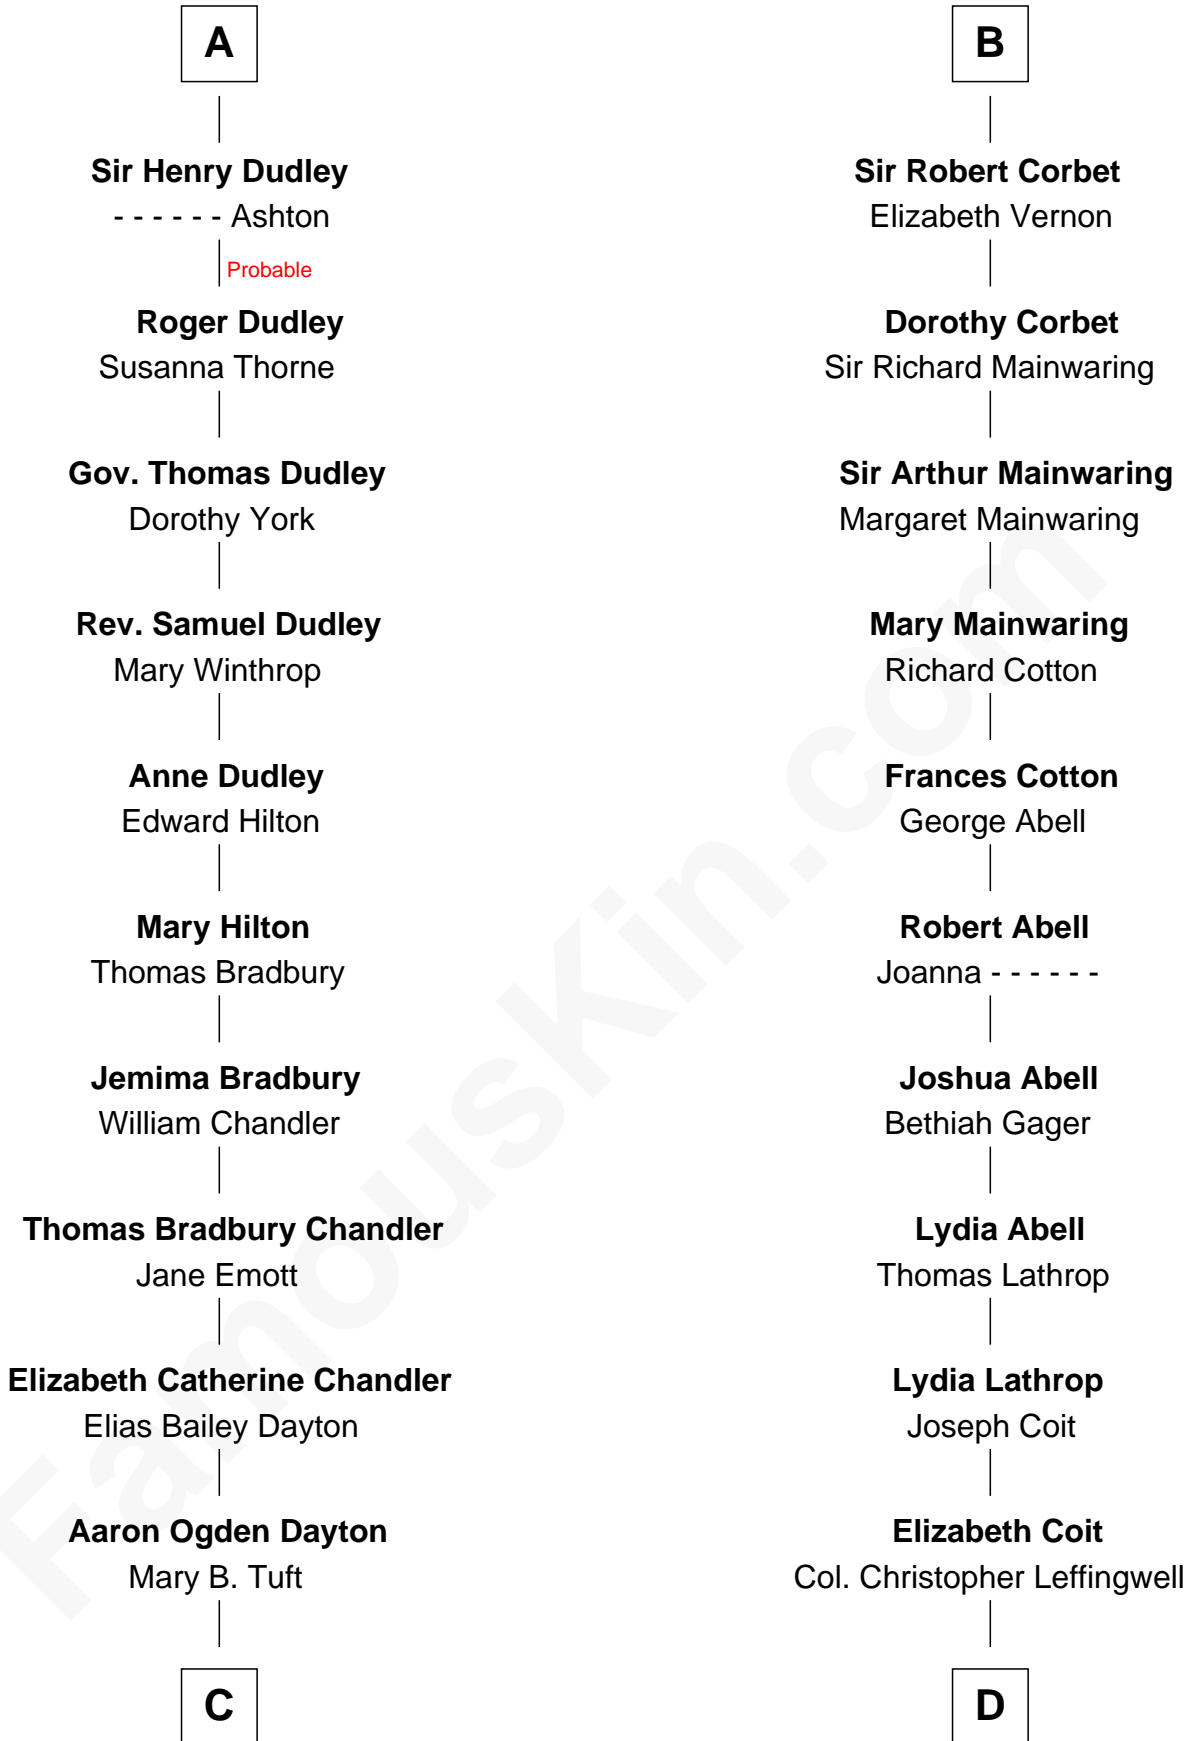 A
Sir Henry Dudley
- - - - - - Ashton
Probable
Roger Dudley
Susanna Thorne
Gov. Thomas Dudley
Dorothy York
Rev. Samuel Dudley
Mary Winthrop
Anne Dudley
Edward Hilton
Mary Hilton
Thomas Bradbury
Jemima Bradbury
William Chandler
Thomas Bradbury Chandler
Jane Emott
Elizabeth Catherine Chandler
Elias Bailey Dayton
Aaron Ogden Dayton
Mary B. Tuft
C
B
Sir Robert Corbet
Elizabeth Vernon
Dorothy Corbet
Sir Richard Mainwaring
Sir Arthur Mainwaring
Margaret Mainwaring
Mary Mainwaring
Richard Cotton
Frances Cotton
George Abell
Robert Abell
Joanna - - - - - -
Joshua Abell
Bethiah Gager
Lydia Abell
Thomas Lathrop
Lydia Lathrop
Joseph Coit
Elizabeth Coit
Col. Christopher Leffingwell
D
FamousKin.com